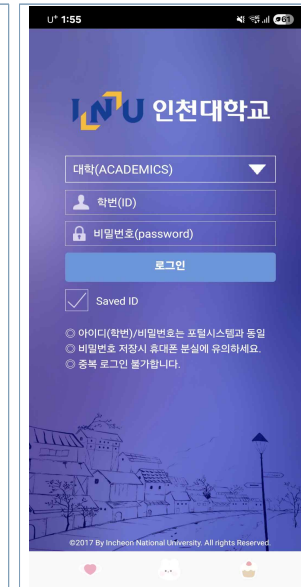 U⁺ 1:55
61
INU 인천대학교
대학(ACADEMICS)
학번(ID)
비밀번호(password)
로그인
Saved ID
◎ 아이디(학번)/비밀번호는 포털시스템과 동일
◎ 비밀번호 저장시 휴대폰 분실에 유의하세요.
◎ 중복 로그인 불가합니다.
©2017 By Incheon National University. All rights Reserved.